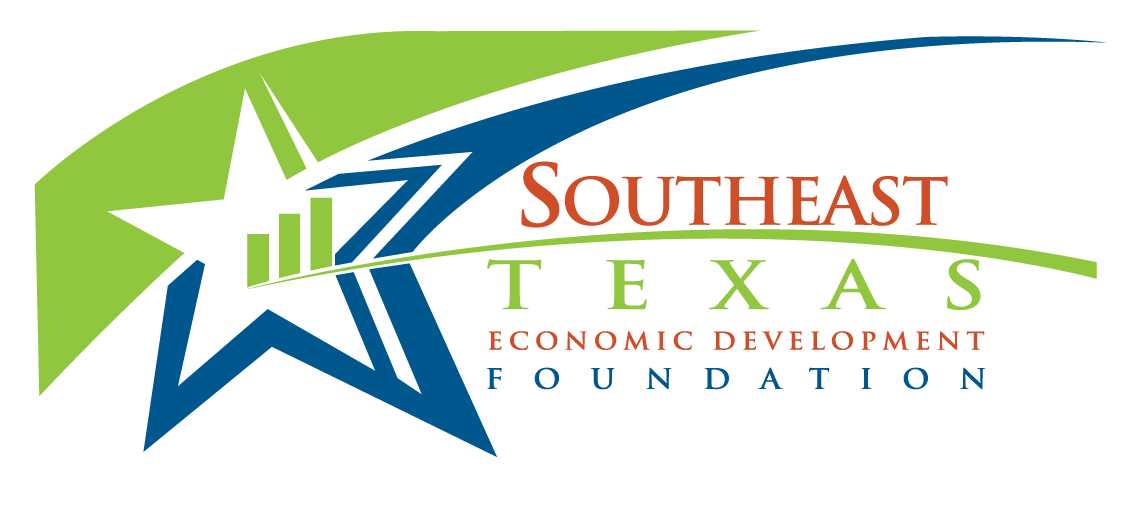 SOUTHEAST
TEXAS
ECONOMIC DEVELOPMENT
FOUNDATION